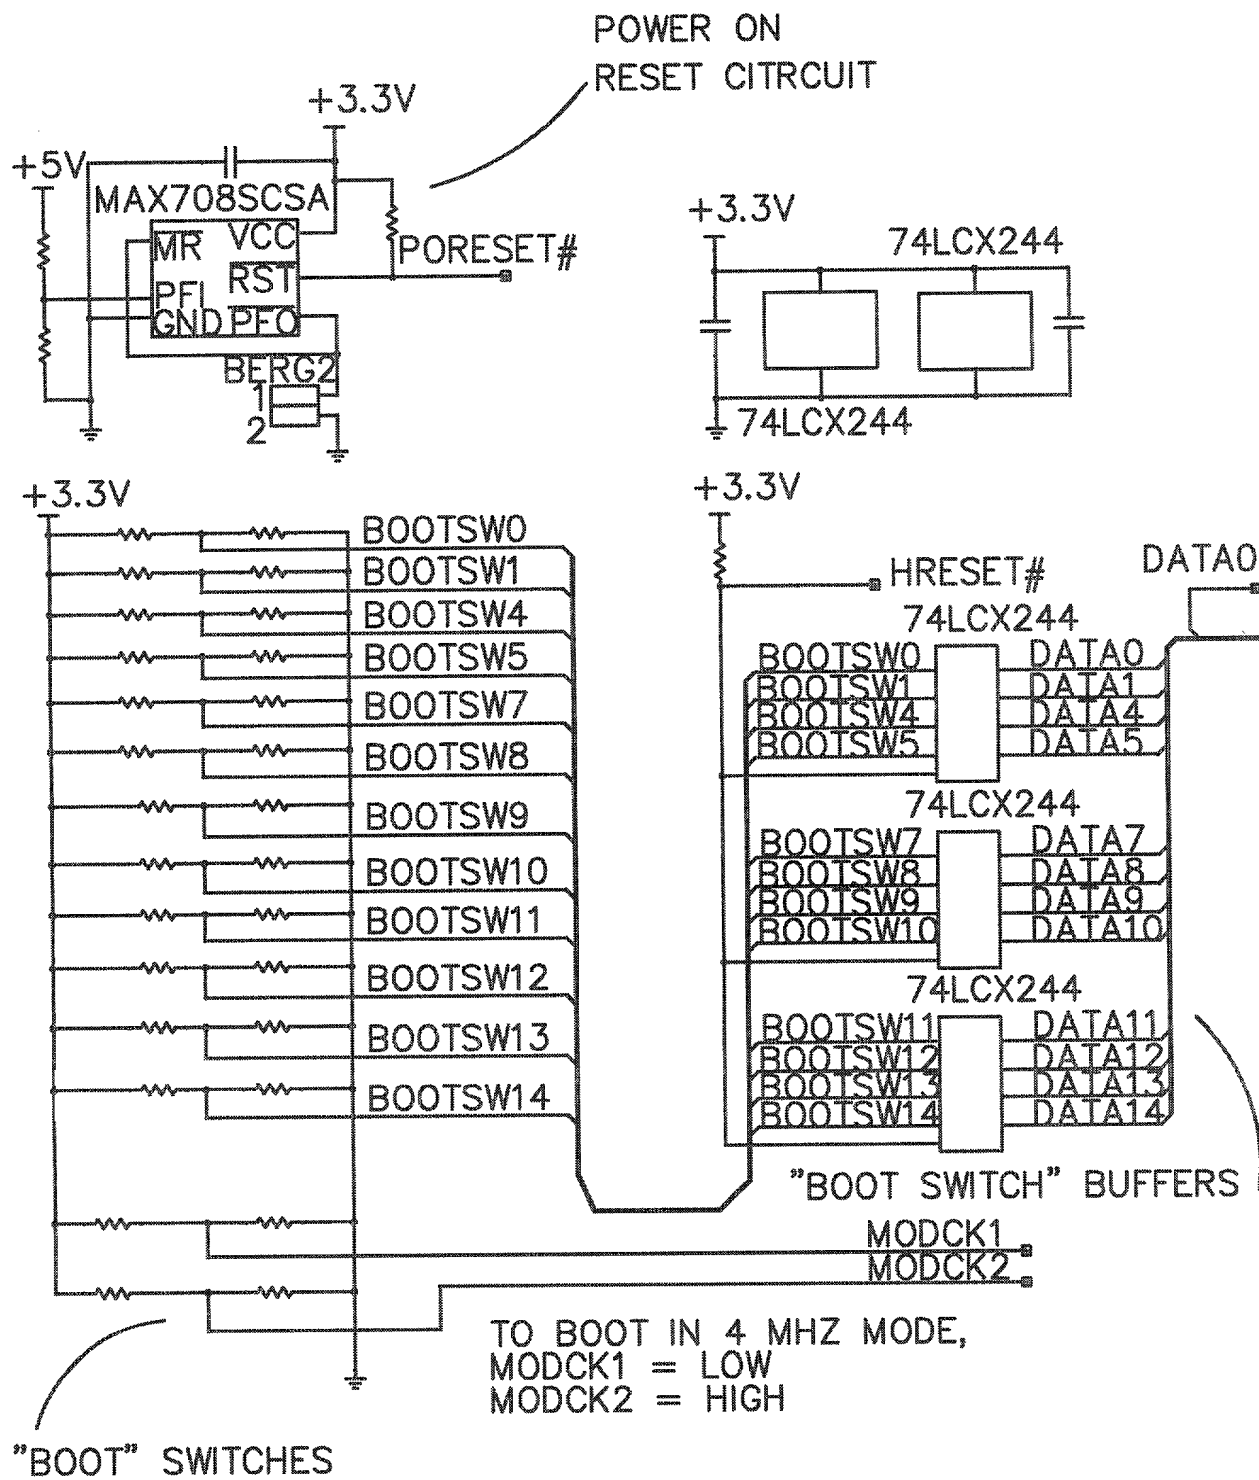 POWER ON
RESET CITRCUIT
+3.3V
+5V
MAX708SCSA
MR VCC
RST
PFI
GND PFO
PORESET#
BERG2
1
2
+3.3V
74LCX244
74LCX244
+3.3V
BOOTSW0
BOOTSW1
BOOTSW4
BOOTSW5
BOOTSW7
BOOTSW8
BOOTSW9
BOOTSW10
BOOTSW11
BOOTSW12
BOOTSW13
BOOTSW14
+3.3V
HRESET#
DATA0
74LCX244
BOOTSW0 DATA0
BOOTSW1 DATA1
BOOTSW4 DATA4
BOOTSW5 DATA5
74LCX244
BOOTSW7 DATA7
BOOTSW8 DATA8
BOOTSW9 DATA9
BOOTSW10 DATA10
74LCX244
BOOTSW11 DATA11
BOOTSW12 DATA12
BOOTSW13 DATA13
BOOTSW14 DATA14
"BOOT SWITCH" BUFFERS
MODCK1
MODCK2
TO BOOT IN 4 MHZ MODE,
MODCK1 = LOW
MODCK2 = HIGH
"BOOT" SWITCHES